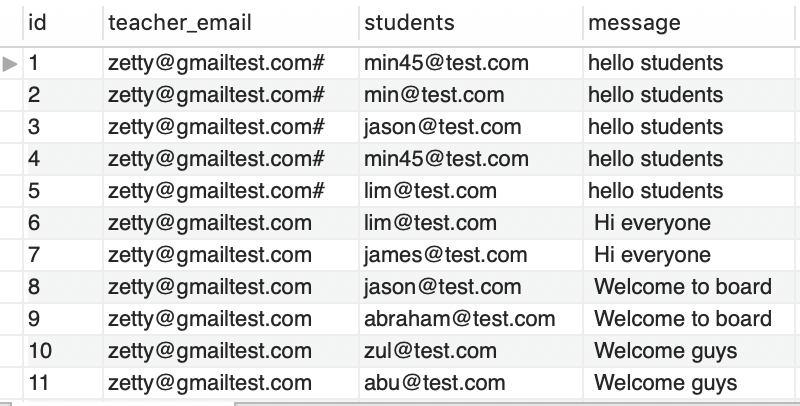 id teacher_email students message
1 zetty@gmailtest.com# min45@test.com hello students
2 zetty@gmailtest.com# min@test.com hello students
3 zetty@gmailtest.com# jason@test.com hello students
4 zetty@gmailtest.com# min45@test.com hello students
5 zetty@gmailtest.com# lim@test.com hello students
6 zetty@gmailtest.com lim@test.com Hi everyone
7 zetty@gmailtest.com james@test.com Hi everyone
8 zetty@gmailtest.com jason@test.com Welcome to board
9 zetty@gmailtest.com abraham@test.com Welcome to board
10 zetty@gmailtest.com zul@test.com Welcome guys
11 zetty@gmailtest.com abu@test.com Welcome guys